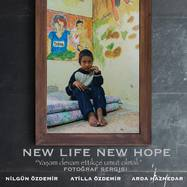 NEW LIFE NEW HOPE
"Yaşam devam ettikçe umut olmalı"
FOTOĞRAF SERGİSİ
NİLGÜN ÖZDEMİR ATİLLA ÖZDEMİR ARDA HAZNEDAR